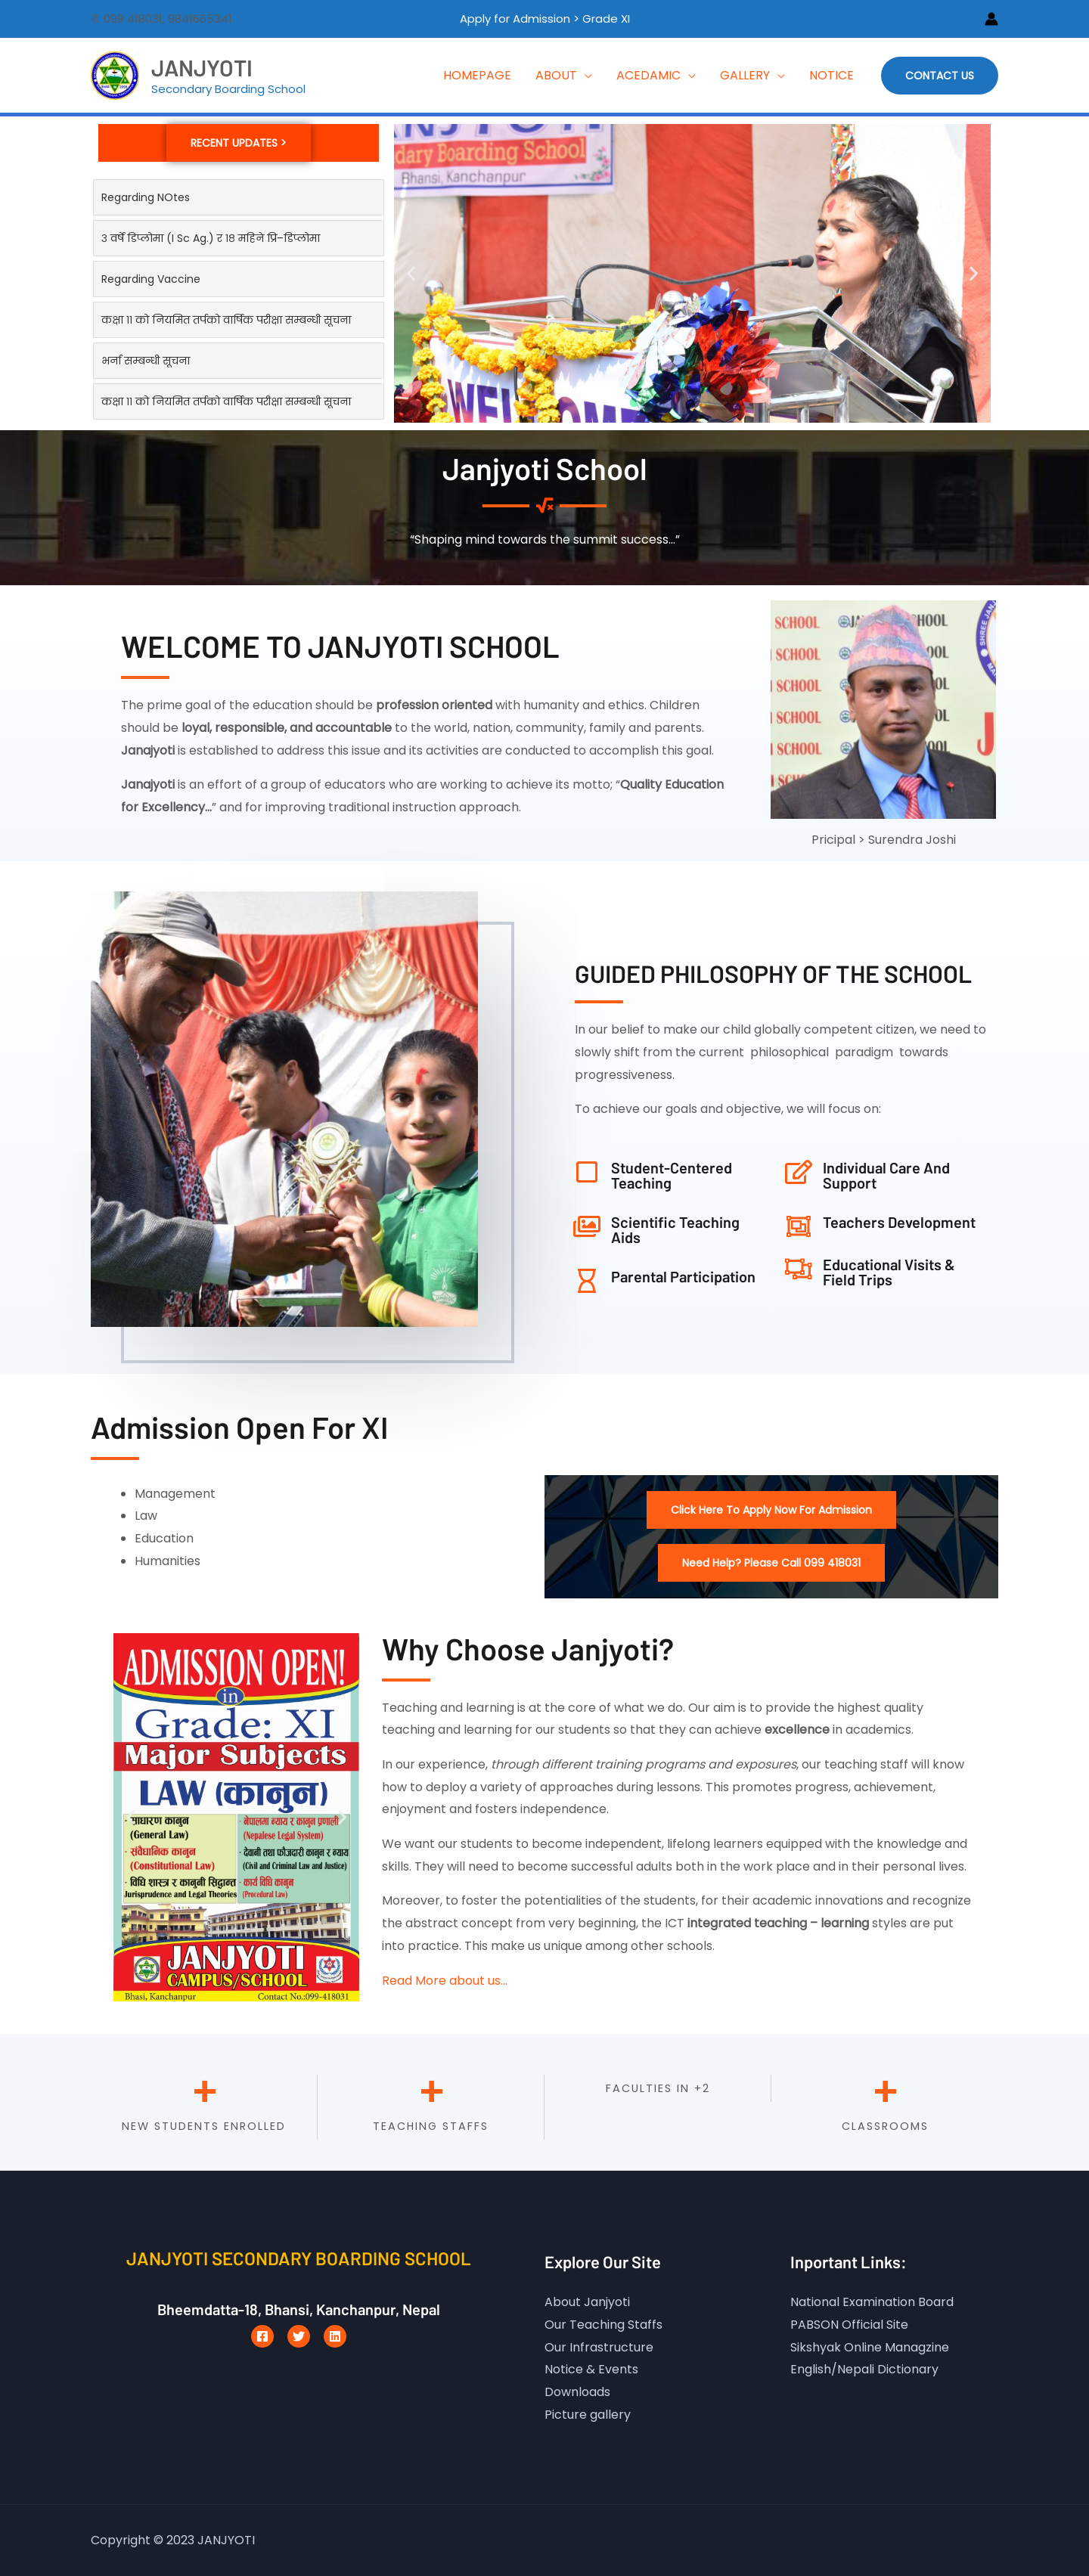 ✆ 099 418031, 9848898341
Apply for Admission > Grade XI
JANJYOTI
Secondary Boarding School
HOMEPAGE
ABOUT
ACEDAMIC
GALLERY
NOTICE
CONTACT US
RECENT UPDATES >
Regarding NOtes
३ वर्षे डिप्लोमा (I Sc Ag.) र १८ महिने प्रि–डिप्लोमा
Regarding Vaccine
कक्षा ११ को नियमित तर्फको वार्षिक परीक्षा सम्बन्धी सूचना
भर्ना सम्बन्धी सूचना
कक्षा ११ को नियमित तर्फको वार्षिक परीक्षा सम्बन्धी सूचना
condary Boarding School
Bhansi, Kanchanpur
WELCOME
Janjyoti School
“Shaping mind towards the summit success…”
WELCOME TO JANJYOTI SCHOOL
The prime goal of the education should be profession oriented with humanity and ethics. Children
should be loyal, responsible, and accountable to the world, nation, community, family and parents.
Janajyoti is established to address this issue and its activities are conducted to accomplish this goal.
Janajyoti is an effort of a group of educators who are working to achieve its motto; “Quality Education
for Excellency…” and for improving traditional instruction approach.
Pricipal > Surendra Joshi
GUIDED PHILOSOPHY OF THE SCHOOL
In our belief to make our child globally competent citizen, we need to
slowly shift from the current philosophical paradigm towards
progressiveness.
To achieve our goals and objective, we will focus on:
Student-Centered
Teaching
Individual Care And
Support
Scientific Teaching
Aids
Teachers Development
Parental Participation
Educational Visits &
Field Trips
Admission Open For XI
Management
Law
Education
Humanities
Click Here To Apply Now For Admission
Need Help? Please Call 099 418031
ADMISSION OPEN!
in
Grade: XI
Major Subjects
LAW (कानुन)
साधारण कानुन
(General Law)
संवैधानिक कानुन
(Constitutional Law)
विधि शास्त्र र कानुनी सिद्धान्त
Jurisprudence and Legal Theories
नेपालमा न्याय र कानुन प्रणाली
(Nepalese Legal System)
देवानी तथा फौजदारी कानुन र न्याय
(Civil and Criminal Law and Justice)
कार्य विधि कानुन
(Procedural Law)
JANJYOTI
CAMPUS/SCHOOL
Bhasi, Kanchanpur
Contact No.:099-418031
Why Choose Janjyoti?
Teaching and learning is at the core of what we do. Our aim is to provide the highest quality
teaching and learning for our students so that they can achieve excellence in academics.
In our experience, through different training programs and exposures, our teaching staff will know
how to deploy a variety of approaches during lessons. This promotes progress, achievement,
enjoyment and fosters independence.
We want our students to become independent, lifelong learners equipped with the knowledge and
skills. They will need to become successful adults both in the work place and in their personal lives.
Moreover, to foster the potentialities of the students, for their academic innovations and recognize
the abstract concept from very beginning, the ICT integrated teaching – learning styles are put
into practice. This make us unique among other schools.
Read More about us…
+
NEW STUDENTS ENROLLED
+
TEACHING STAFFS
FACULTIES IN +2
+
CLASSROOMS
JANJYOTI SECONDARY BOARDING SCHOOL
Bheemdatta-18, Bhansi, Kanchanpur, Nepal
Explore Our Site
About Janjyoti
Our Teaching Staffs
Our Infrastructure
Notice & Events
Downloads
Picture gallery
Inportant Links:
National Examination Board
PABSON Official Site
Sikshyak Online Managzine
English/Nepali Dictionary
Copyright © 2023 JANJYOTI